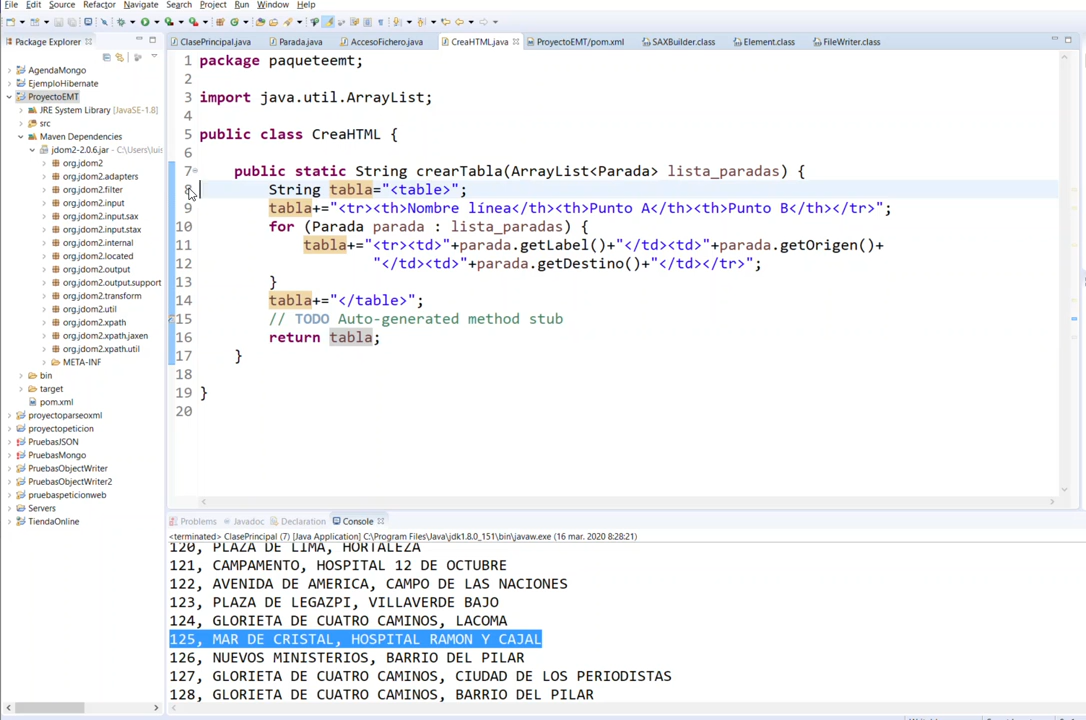 File Edit Refactor Navigate Search Project Run Window Help
Package Explorer
ClasePrincipal.java Parada.java AccesoFichero.java CreaHTML.java ProyectoEMT/pom.xml SAXBuilder.class Element.class FileWriter.class
AgendaMongo
EjemploHibernate
ProyectoEMT
JRE System Library [JavaSE-1.8]
src
Maven Dependencies
jdom2-2.0.6.jar - C:\Users\luis
org.jdom2
org.jdom2.adapters
org.jdom2.filter
org.jdom2.input
org.jdom2.input.sax
org.jdom2.input.stax
org.jdom2.internal
org.jdom2.located
org.jdom2.output
org.jdom2.output.support
org.jdom2.transform
org.jdom2.util
org.jdom2.xpath
org.jdom2.xpath.jaxen
org.jdom2.xpath.util
META-INF
bin
target
pom.xml
proyectoparseoxml
proyectopeticion
PruebasJSON
PruebasMongo
PruebasObjectWriter
PruebasObjectWriter2
pruebaspeticionweb
Servers
TiendaOnline
1 package paqueteemt;
2
3 import java.util.ArrayList;
4
5 public class CreaHTML {
6
7 public static String crearTabla(ArrayList<Parada> lista_paradas) {
8 String tabla="<table>";
9 tabla+="<tr><th>Nombre línea</th><th>Punto A</th><th>Punto B</th></tr>";
10 for (Parada parada : lista_paradas) {
11 tabla+="<tr><td>"+parada.getLabel()+"</td><td>"+parada.getOrigen()+
12 "</td><td>"+parada.getDestino()+"</td></tr>";
13 }
14 tabla+="</table>";
15 // TODO Auto-generated method stub
16 return tabla;
17 }
18
19 }
20
Problems Javadoc Declaration Console
<terminated> ClasePrincipal (7) [Java Application] C:\Program Files\Java\jdk1.8.0_151\bin\javaw.exe (16 mar. 2020 8:28:21)
120, PLAZA DE LIMA, HORTALEZA
121, CAMPAMENTO, HOSPITAL 12 DE OCTUBRE
122, AVENIDA DE AMERICA, CAMPO DE LAS NACIONES
123, PLAZA DE LEGAZPI, VILLAVERDE BAJO
124, GLORIETA DE CUATRO CAMINOS, LACOMA
125, MAR DE CRISTAL, HOSPITAL RAMON Y CAJAL
126, NUEVOS MINISTERIOS, BARRIO DEL PILAR
127, GLORIETA DE CUATRO CAMINOS, CIUDAD DE LOS PERIODISTAS
128, GLORIETA DE CUATRO CAMINOS, BARRIO DEL PILAR